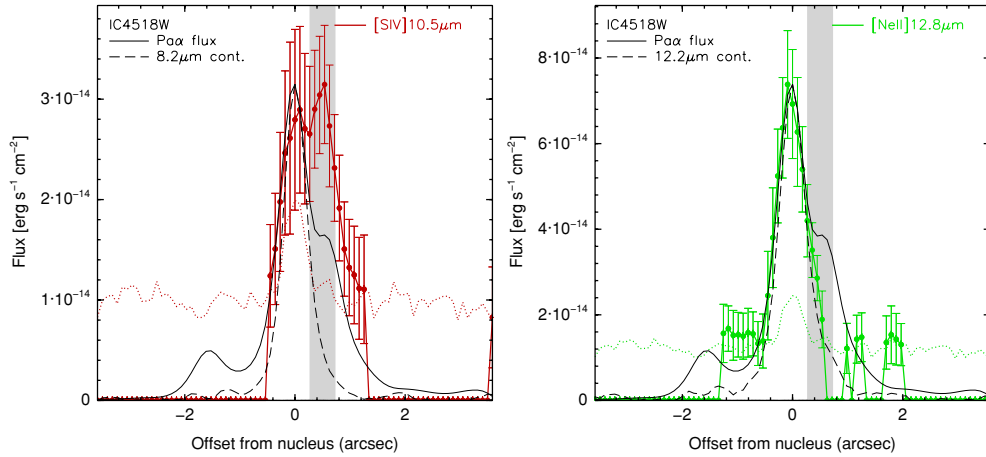 IC4518W
[SIV]10.5μm
Paα flux
8.2μm cont.
3·10⁻¹⁴
2·10⁻¹⁴
1·10⁻¹⁴
0
Flux [erg s⁻¹ cm⁻²]
−2 0 2
Offset from nucleus (arcsec)
IC4518W
[NeII]12.8μm
Paα flux
12.2μm cont.
8·10⁻¹⁴
6·10⁻¹⁴
4·10⁻¹⁴
2·10⁻¹⁴
0
Flux [erg s⁻¹ cm⁻²]
−2 0 2
Offset from nucleus (arcsec)